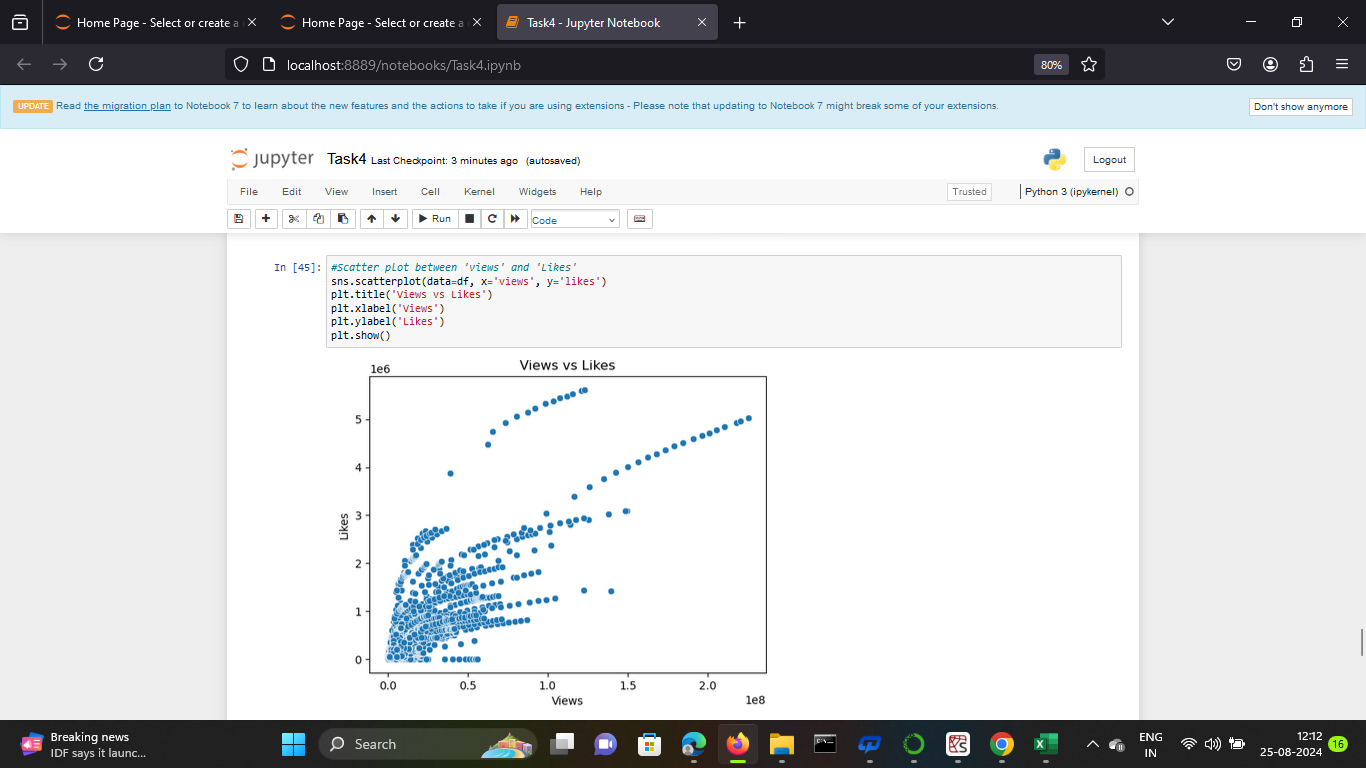 Home Page - Select or create a
Home Page - Select or create a
Task4 - Jupyter Notebook
localhost:8889/notebooks/Task4.ipynb
80%
UPDATE Read the migration plan to Notebook 7 to learn about the new features and the actions to take if you are using extensions - Please note that updating to Notebook 7 might break some of your extensions.
Don't show anymore
jupyter Task4 Last Checkpoint: 3 minutes ago (autosaved)
Logout
File Edit View Insert Cell Kernel Widgets Help
Trusted
Python 3 (ipykernel)
Run
Code
In [45]:
#Scatter plot between 'views' and 'Likes'
sns.scatterplot(data=df, x='views', y='likes')
plt.title('Views vs Likes')
plt.xlabel('Views')
plt.ylabel('Likes')
plt.show()
Views vs Likes
1e6
5
4
3
2
1
0
Likes
0.0 0.5 1.0 1.5 2.0
Views
1e8
Breaking news
IDF says it launc...
Search
ENG
IN
12:12
25-08-2024
16